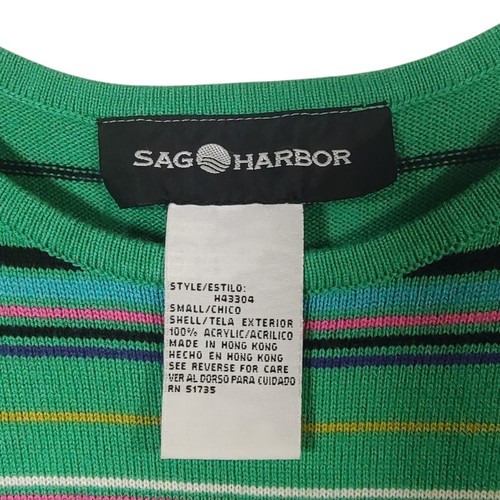 SAG HARBOR
STYLE/ESTILO:
H43304
SMALL/CHICO
SHELL/TELA EXTERIOR
100% ACRYLIC/ACRILICO
MADE IN HONG KONG
HECHO EN HONG KONG
SEE REVERSE FOR CARE
VER AL DORSO PARA CUIDADO
RN 51735